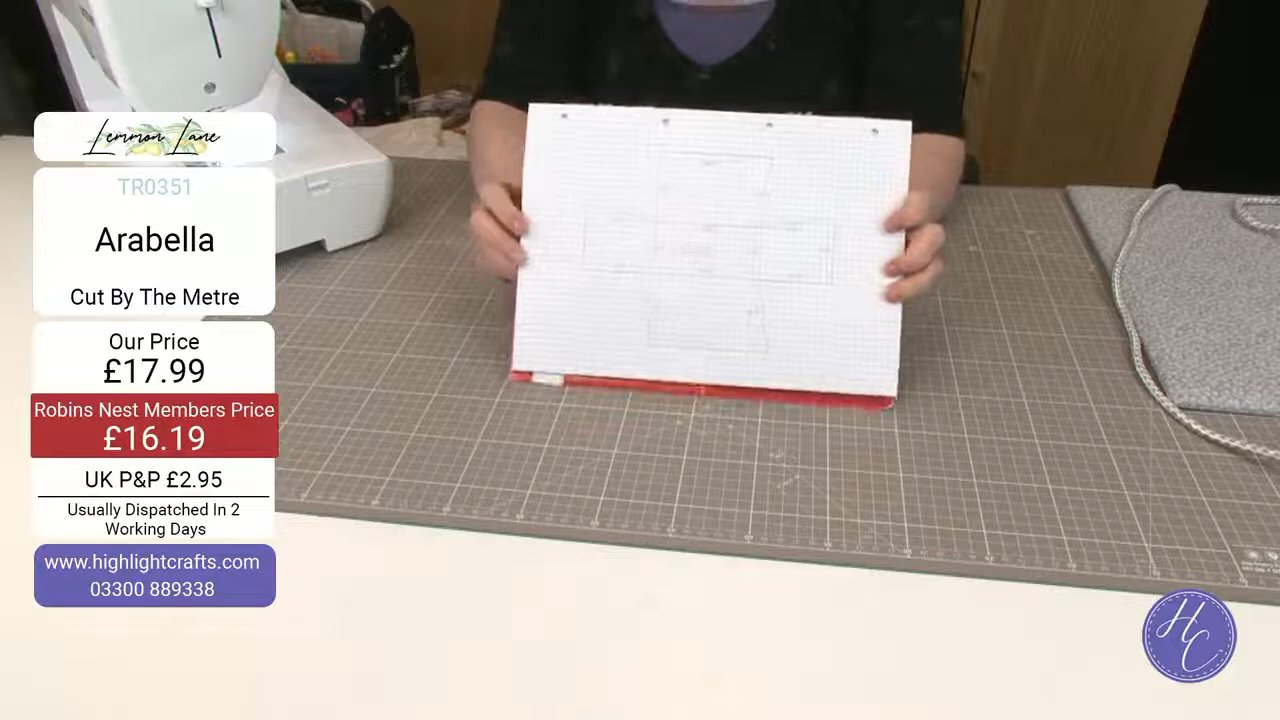 Lemmon Lane
TR0351
Arabella
Cut By The Metre
Our Price
£17.99
Robins Nest Members Price
£16.19
UK P&P £2.95
Usually Dispatched In 2
Working Days
www.highlightcrafts.com
03300 889338
HC